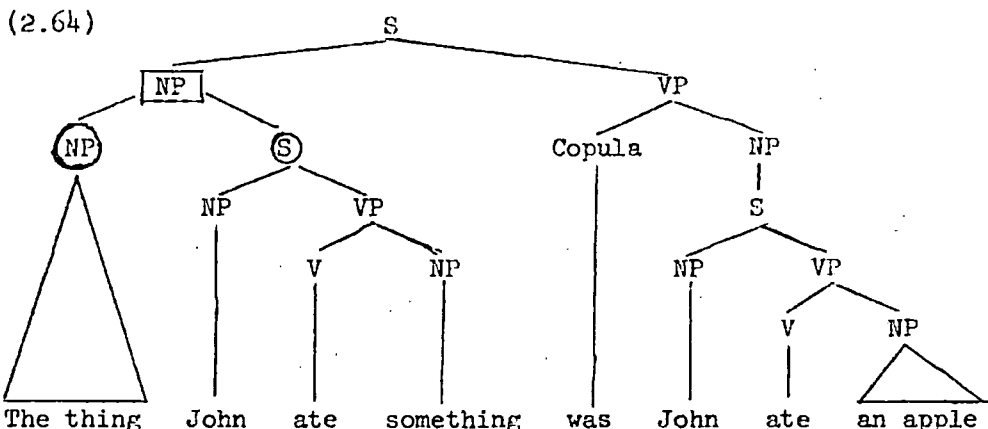 (2.64)
S
NP VP
NP S Copula NP
NP VP S
V NP NP VP
V NP
The thing John ate something was John ate an apple